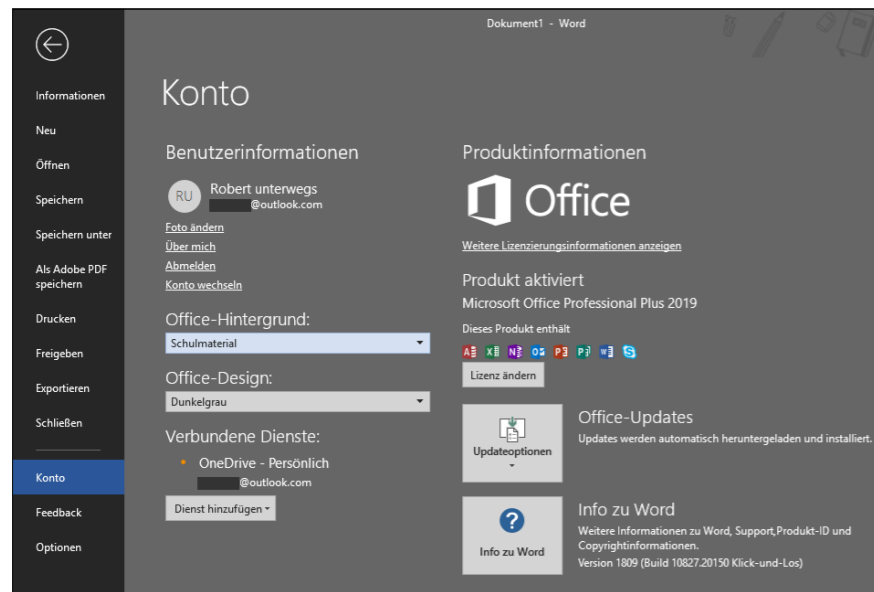 Dokument1 - Word
Informationen
Neu
Öffnen
Speichern
Speichern unter
Als Adobe PDF
speichern
Drucken
Freigeben
Exportieren
Schließen
Konto
Feedback
Optionen
Konto
Benutzerinformationen
RU
Robert unterwegs
@outlook.com
Foto ändern
Über mich
Abmelden
Konto wechseln
Office-Hintergrund:
Schulmaterial
Office-Design:
Dunkelgrau
Verbundene Dienste:
OneDrive - Persönlich
@outlook.com
Dienst hinzufügen
Produktinformationen
Office
Weitere Lizenzierungsinformationen anzeigen
Produkt aktiviert
Microsoft Office Professional Plus 2019
Dieses Produkt enthält
A X N O P P W S
Lizenz ändern
Updateoptionen
Office-Updates
Updates werden automatisch heruntergeladen und installiert.
?
Info zu Word
Info zu Word
Weitere Informationen zu Word, Support,Produkt-ID und
Copyrightinformationen.
Version 1809 (Build 10827.20150 Klick-und-Los)